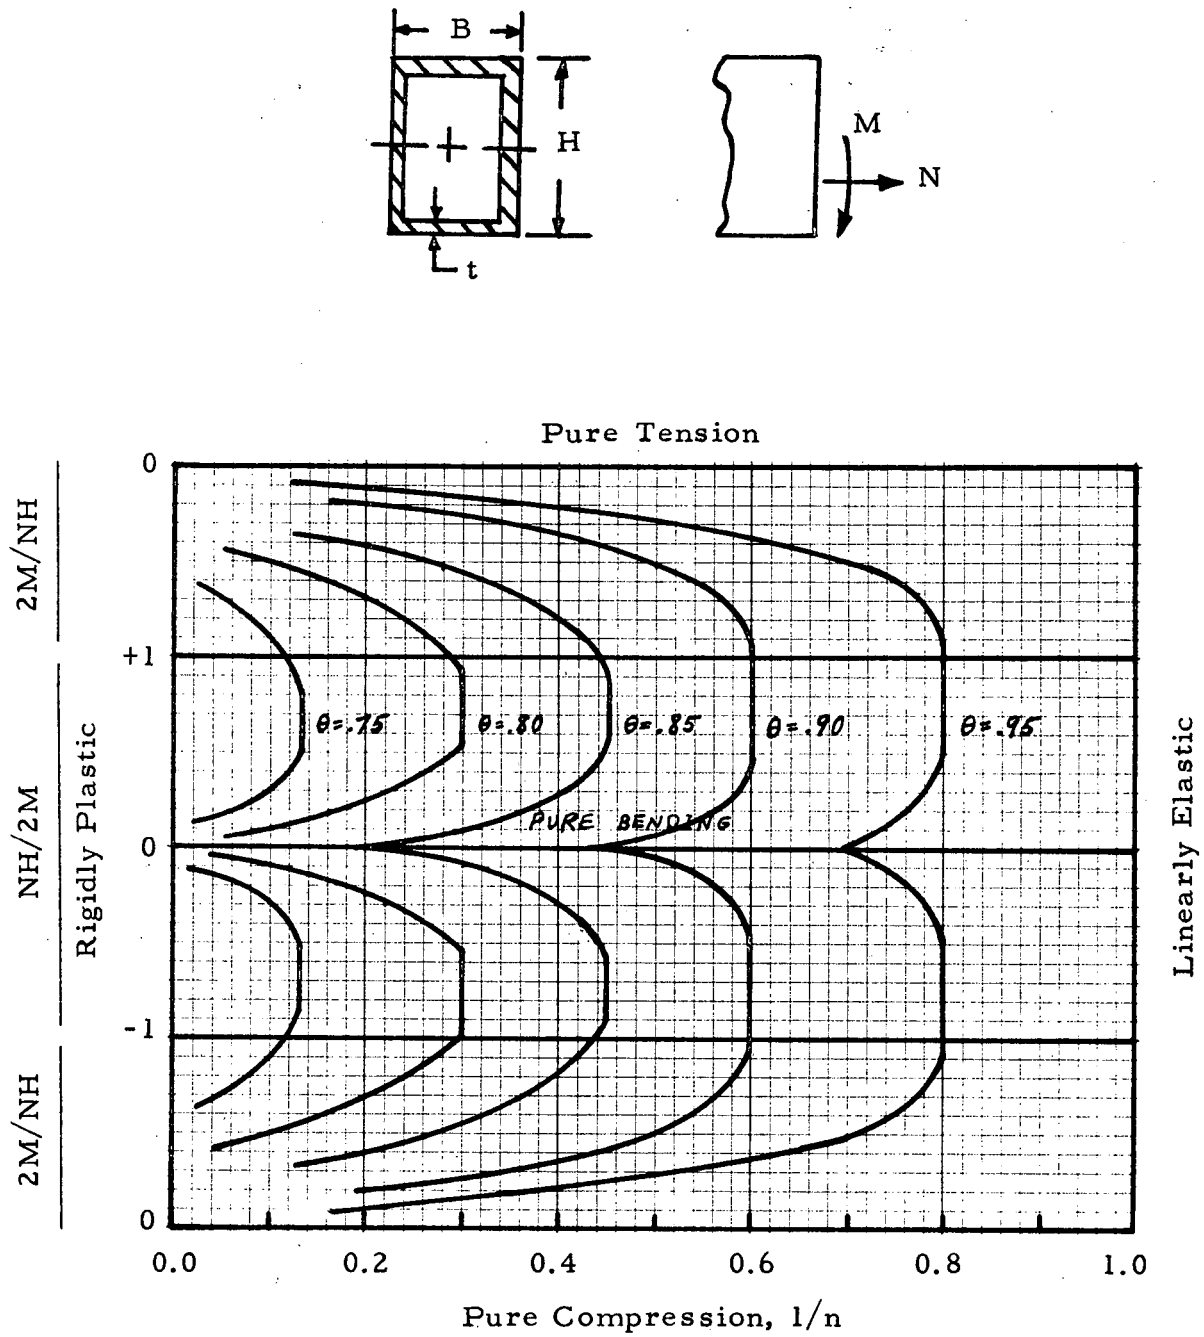 B
H
t
M
N
Pure Tension
0
2M/NH
+1
θ=.75 θ=.80 θ=.85 θ=.90 θ=.95
NH/2M
Rigidly Plastic
Linearly Elastic
PURE BENDING
0
-1
2M/NH
0
0.0 0.2 0.4 0.6 0.8 1.0
Pure Compression, 1/n